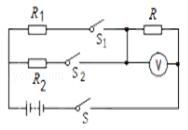 R₁ S₁ R
R₂ S₂ V
S